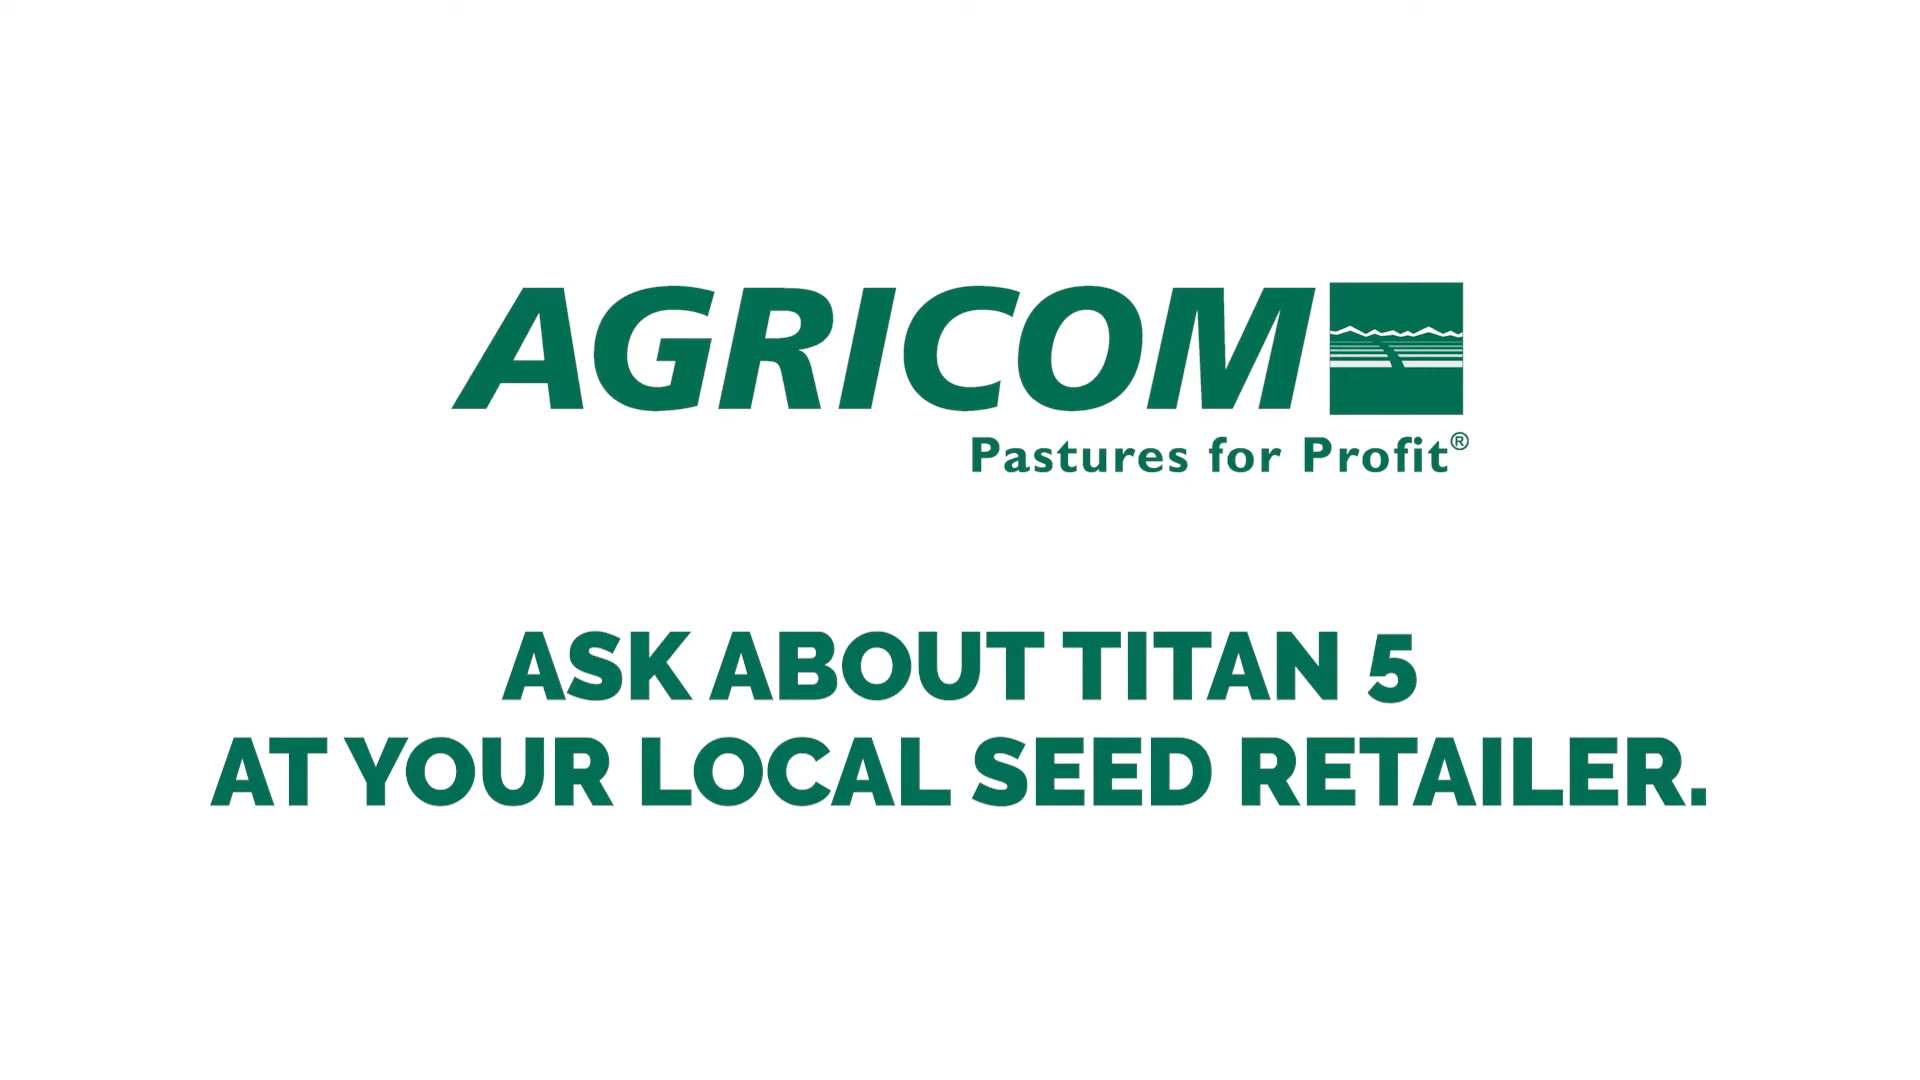 AGRICOM
Pastures for Profit®
ASK ABOUT TITAN 5
AT YOUR LOCAL SEED RETAILER.